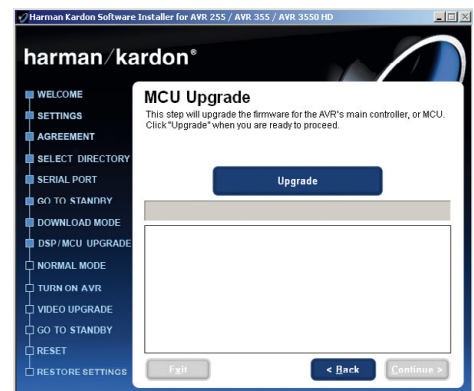 Harman Kardon Software Installer for AVR 255 / AVR 355 / AVR 3550 HD
harman/kardon®
WELCOME
SETTINGS
AGREEMENT
SELECT DIRECTORY
SERIAL PORT
GO TO STANDBY
DOWNLOAD MODE
DSP/MCU UPGRADE
NORMAL MODE
TURN ON AVR
VIDEO UPGRADE
GO TO STANDBY
RESET
RESTORE SETTINGS
MCU Upgrade
This step will upgrade the firmware for the AVR's main controller, or MCU.
Click "Upgrade" when you are ready to proceed.
Upgrade
Exit
< Back
Continue >